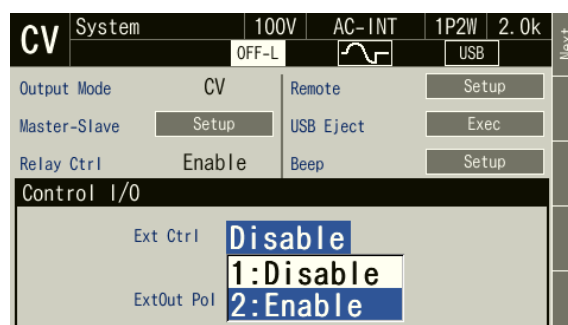 CV System 100V AC-INT 1P2W 2.0k
OFF-L USB
Next
Output Mode CV Remote Setup
Master-Slave Setup USB Eject Exec
Relay Ctrl Enable Beep Setup
Control I/O
Ext Ctrl Disable
1:Disable
ExtOut Pol 2:Enable